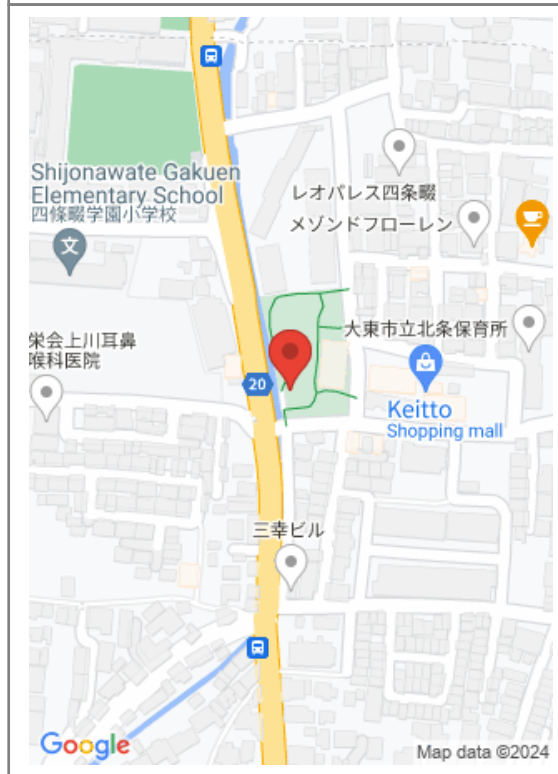 Shijonawate Gakuen
Elementary School
四條畷学園小学校
文
レオパレス四条畷
メゾンドフローレン
大東市立北条保育所
栄会上川耳鼻
喉科医院
20
Keitto
Shopping mall
三幸ビル
Google
Map data ©2024